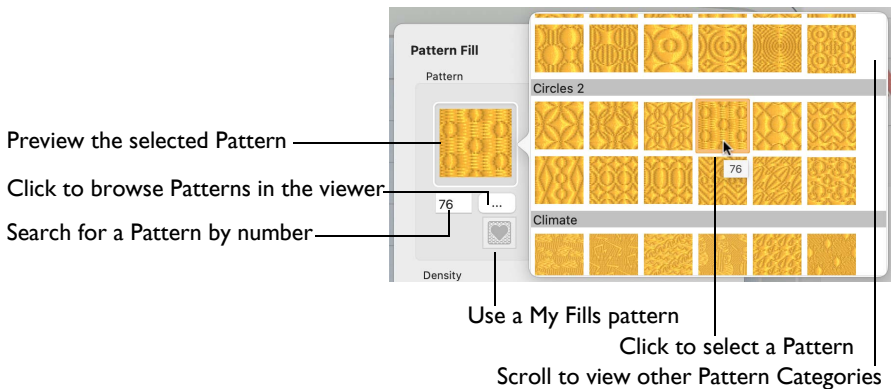 Pattern Fill
Pattern
Circles 2
Preview the selected Pattern
76
Click to browse Patterns in the viewer
76
...
Climate
Search for a Pattern by number
Density
Use a My Fills pattern
Click to select a Pattern
Scroll to view other Pattern Categories